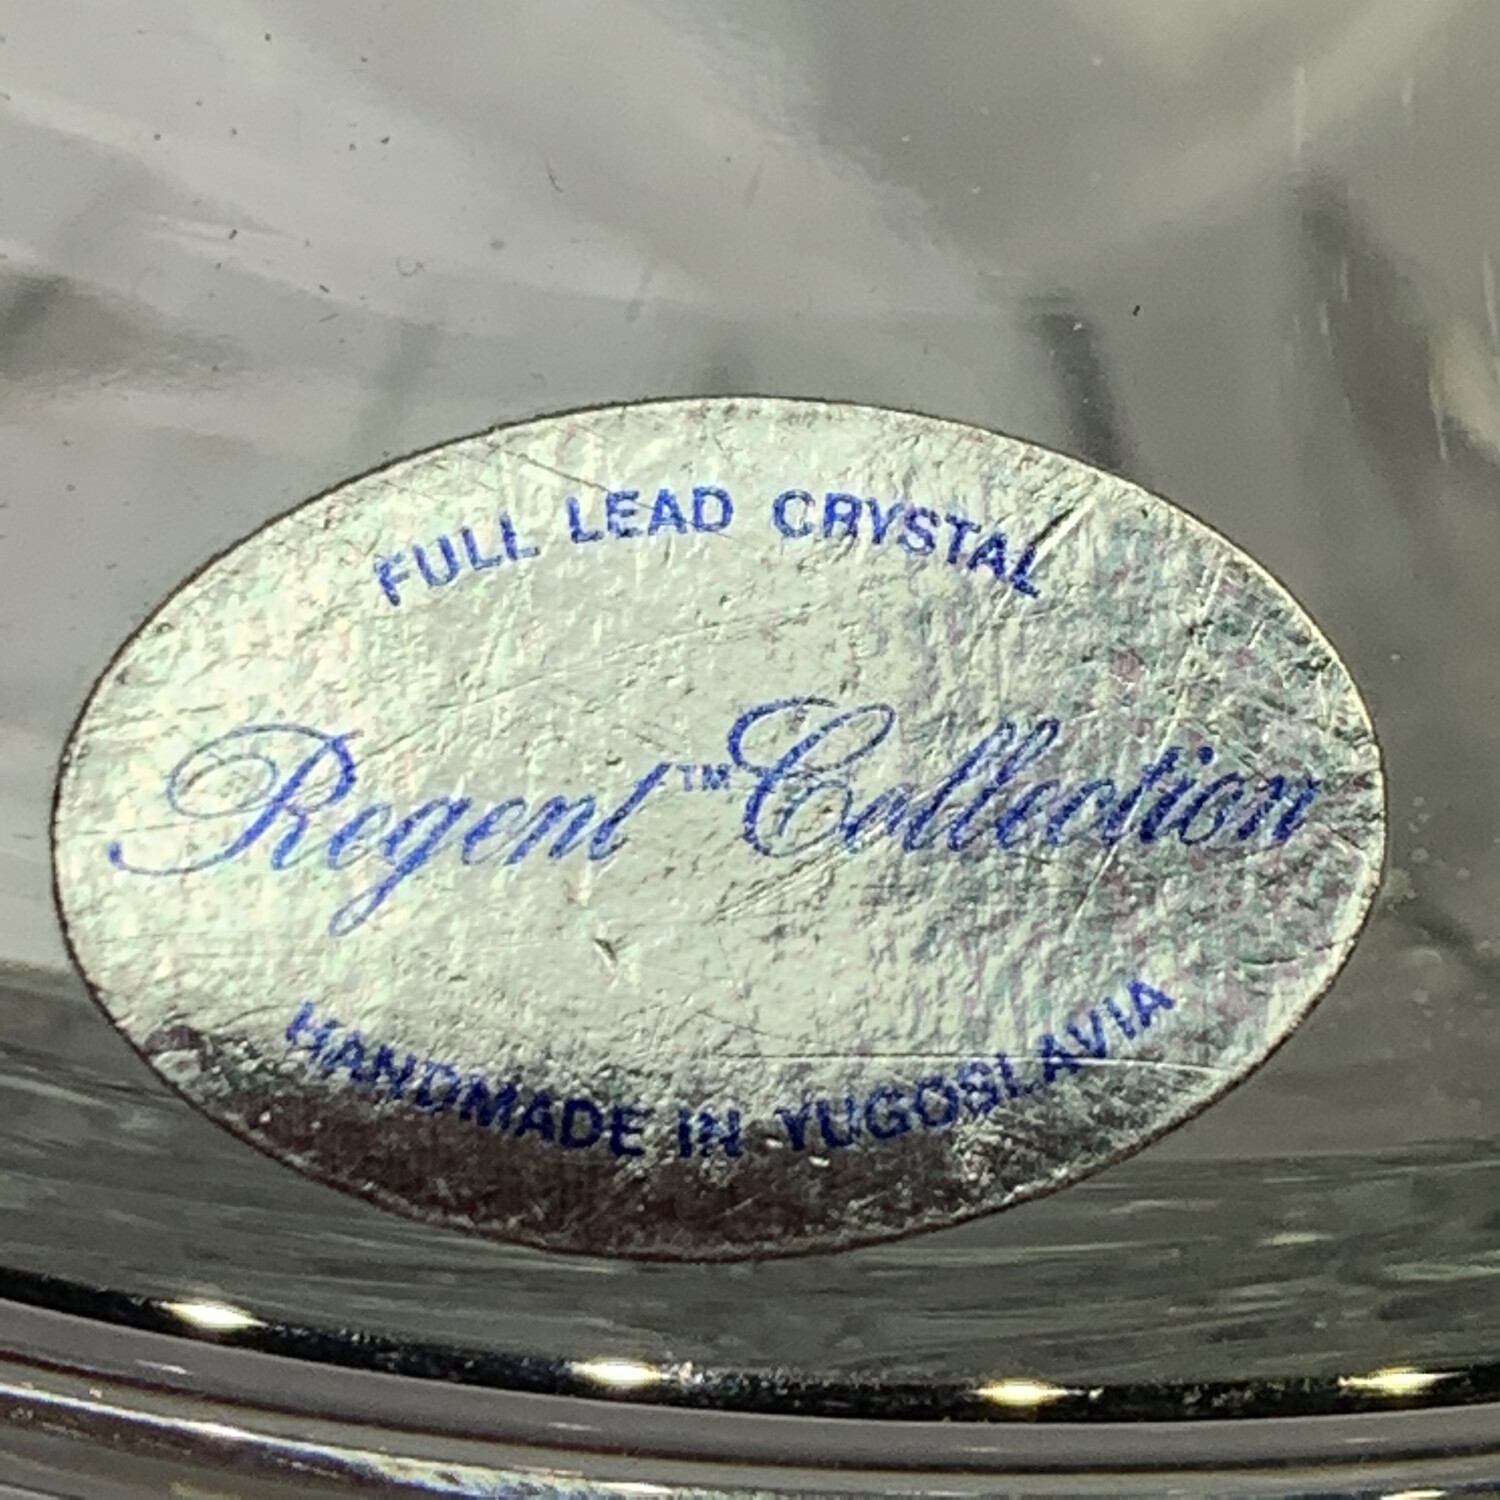 FULL LEAD CRYSTAL
Regent™ Collection
HANDMADE IN YUGOSLAVIA